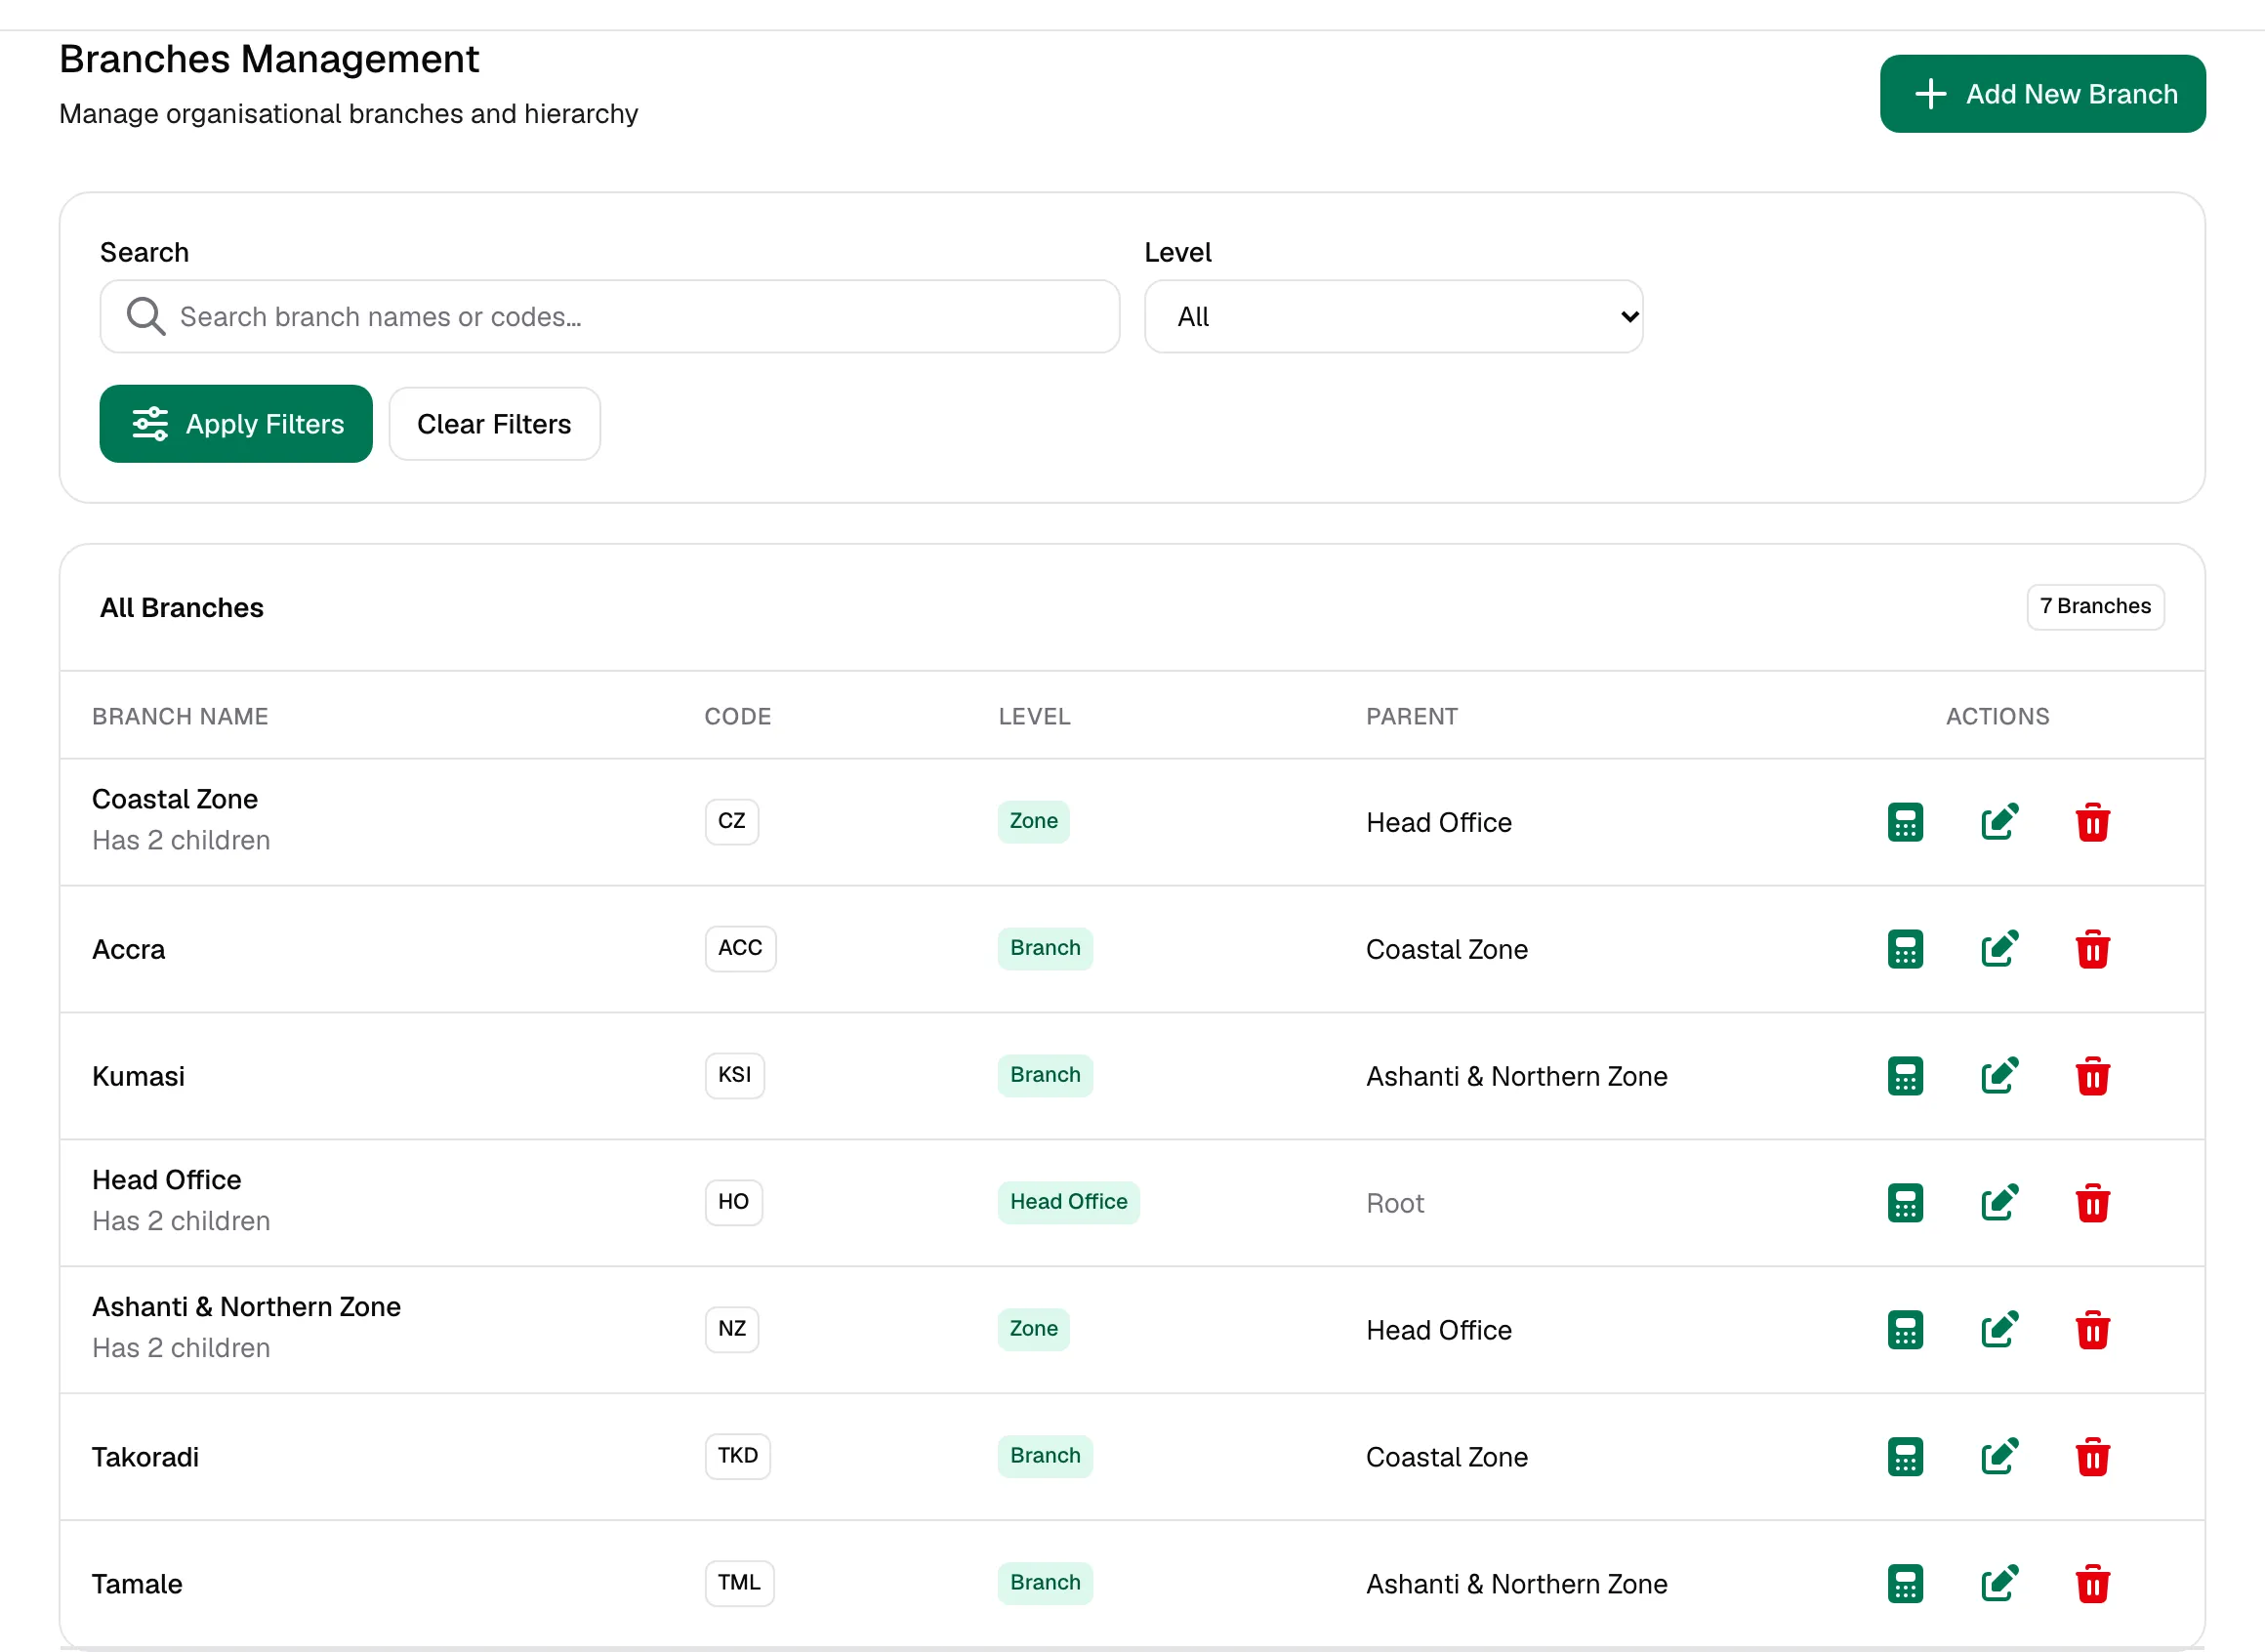 Branches Management
Manage organisational branches and hierarchy
Add New Branch
Search
Level
Search branch names or codes...
All
Apply Filters
Clear Filters
All Branches
7 Branches
BRANCH NAME CODE LEVEL PARENT ACTIONS
Coastal Zone
Has 2 children
CZ Zone Head Office
Accra ACC Branch Coastal Zone
Kumasi KSI Branch Ashanti & Northern Zone
Head Office
Has 2 children
HO Head Office Root
Ashanti & Northern Zone
Has 2 children
NZ Zone Head Office
Takoradi TKD Branch Coastal Zone
Tamale TML Branch Ashanti & Northern Zone